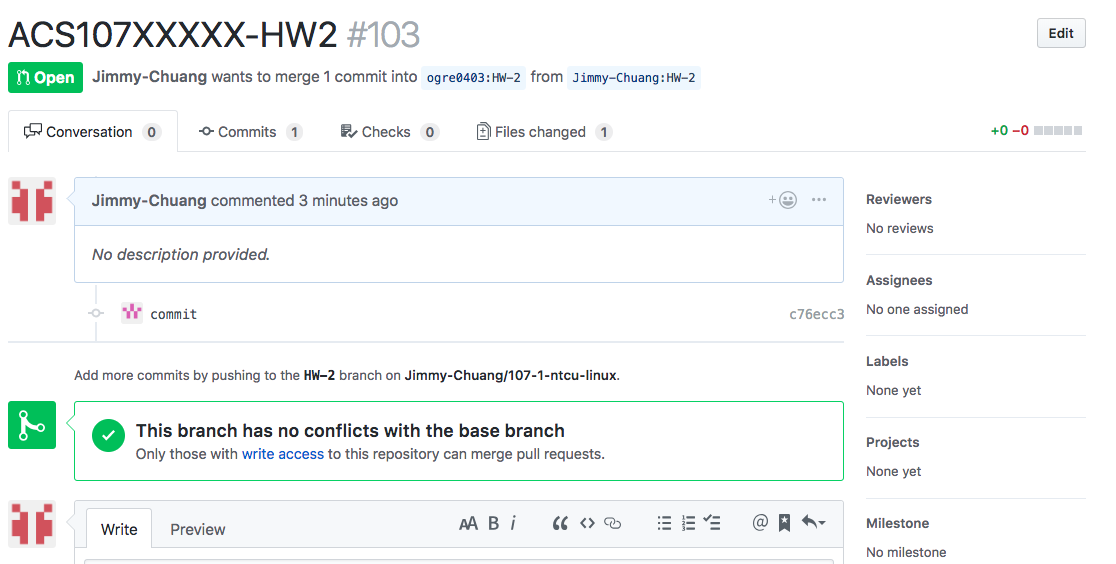 ACS107XXXXX-HW2 #103
Edit
Open Jimmy-Chuang wants to merge 1 commit into ogre0403:HW-2 from Jimmy-Chuang:HW-2
Conversation 0 Commits 1 Checks 0 Files changed 1 +0 −0
Jimmy-Chuang commented 3 minutes ago
No description provided.
commit c76ecc3
Add more commits by pushing to the HW-2 branch on Jimmy-Chuang/107-1-ntcu-linux.
This branch has no conflicts with the base branch
Only those with write access to this repository can merge pull requests.
Write Preview AA B i
Reviewers
No reviews
Assignees
No one assigned
Labels
None yet
Projects
None yet
Milestone
No milestone